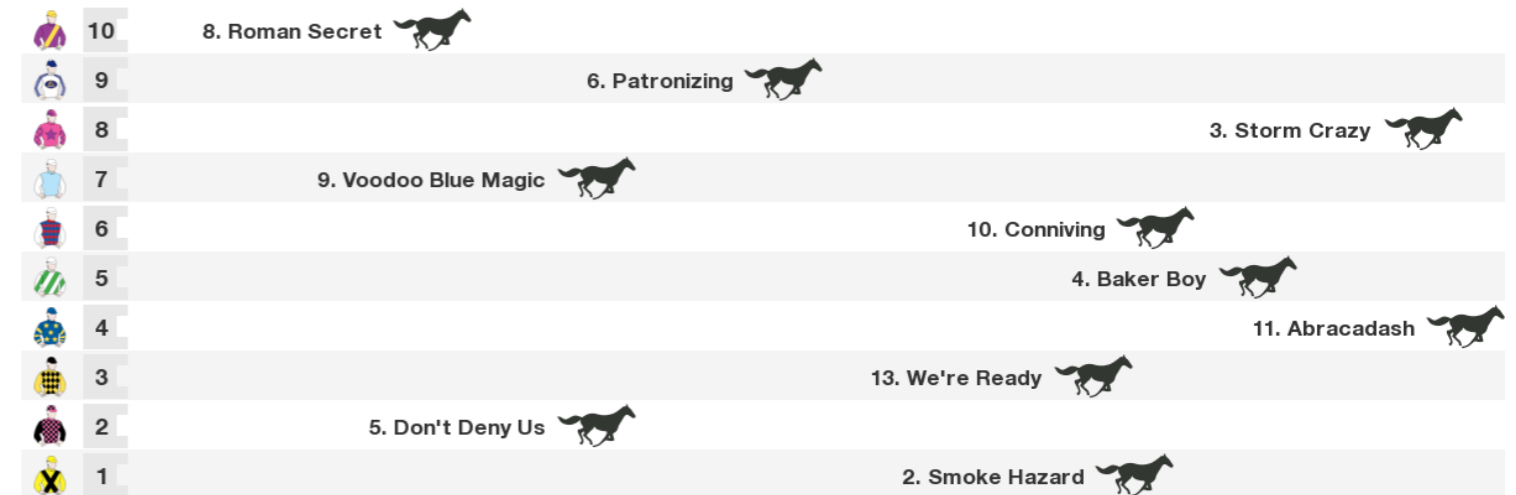 10 8. Roman Secret
9 6. Patronizing
8 3. Storm Crazy
7 9. Voodoo Blue Magic
6 10. Conniving
5 4. Baker Boy
4 11. Abracadash
3 13. We're Ready
2 5. Don't Deny Us
1 2. Smoke Hazard